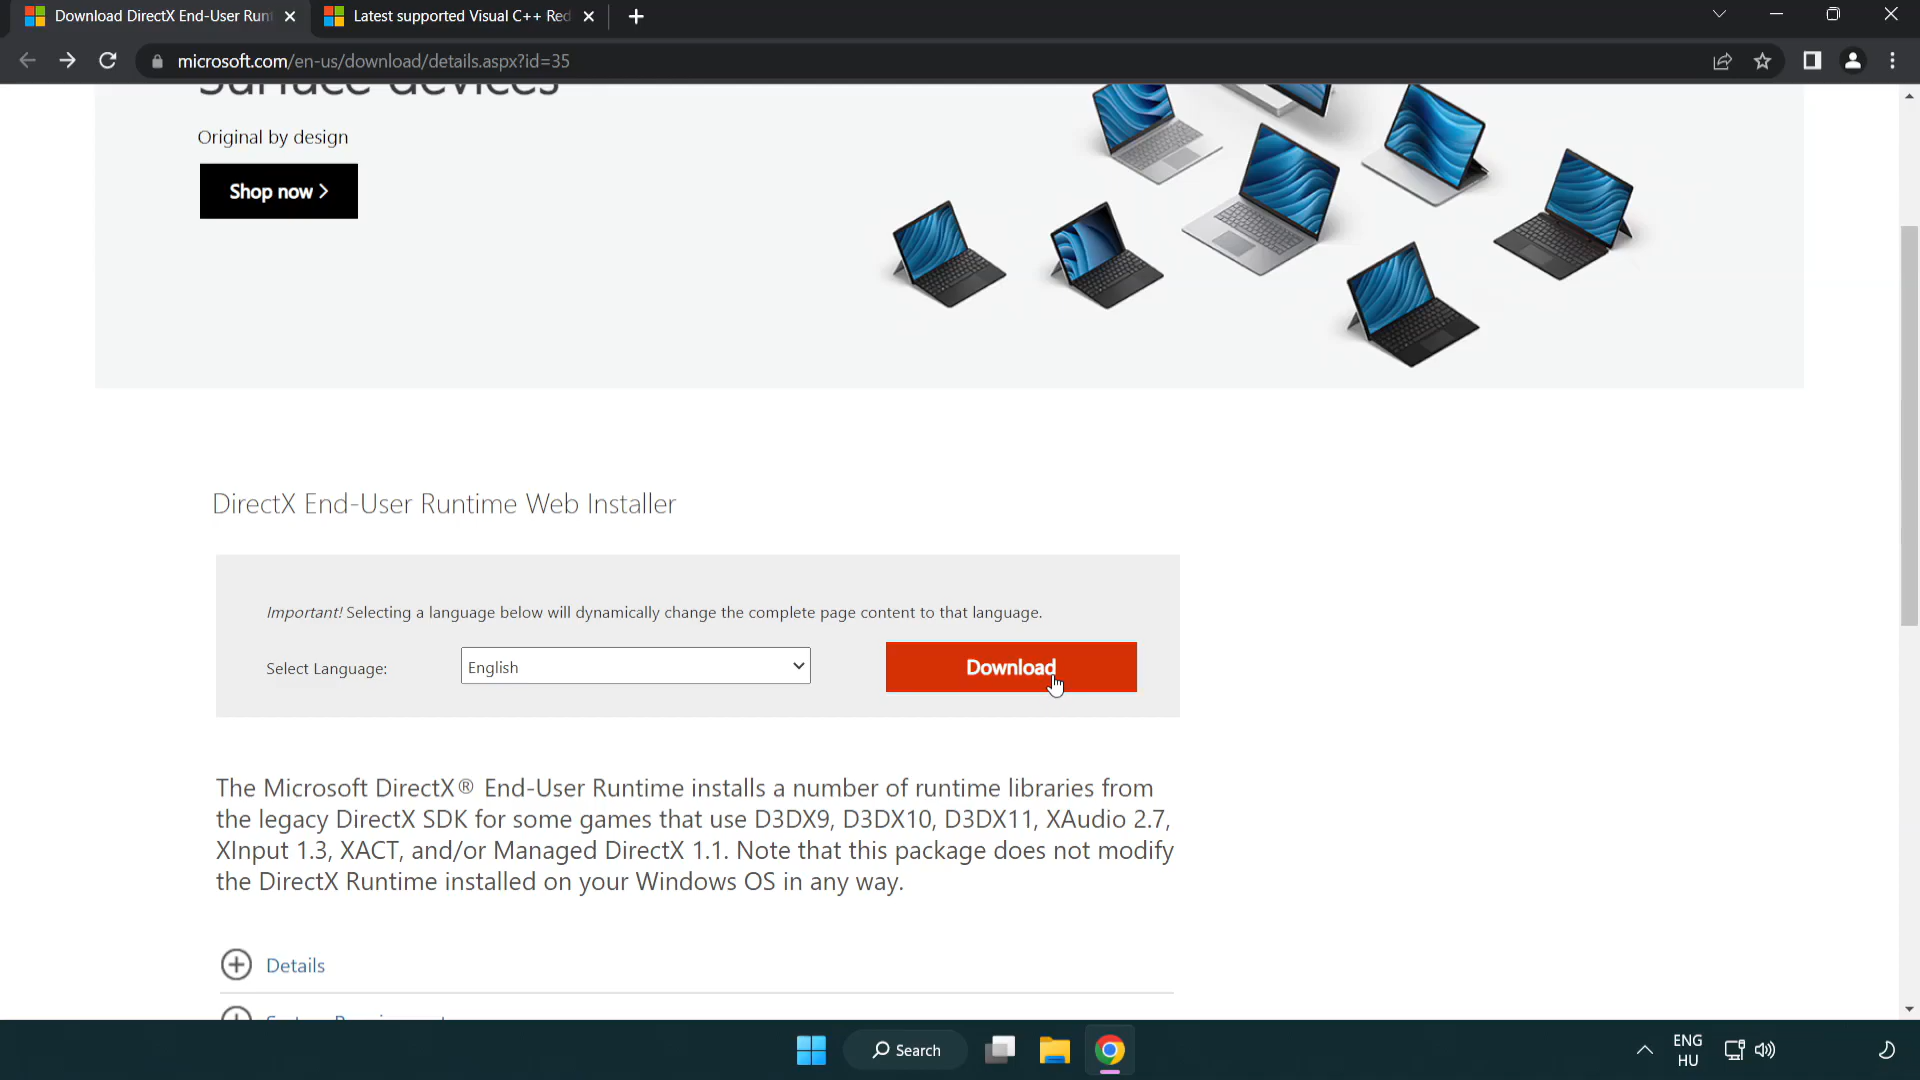 Download DirectX End-User Run
Latest supported Visual C++ Red
microsoft.com/en-us/download/details.aspx?id=35
Surface devices
Original by design
Shop now
DirectX End-User Runtime Web Installer
Important! Selecting a language below will dynamically change the complete page content to that language.
Select Language:
English
Download
The Microsoft DirectX® End-User Runtime installs a number of runtime libraries from
the legacy DirectX SDK for some games that use D3DX9, D3DX10, D3DX11, XAudio 2.7,
XInput 1.3, XACT, and/or Managed DirectX 1.1. Note that this package does not modify
the DirectX Runtime installed on your Windows OS in any way.
Details
Search
ENG
HU